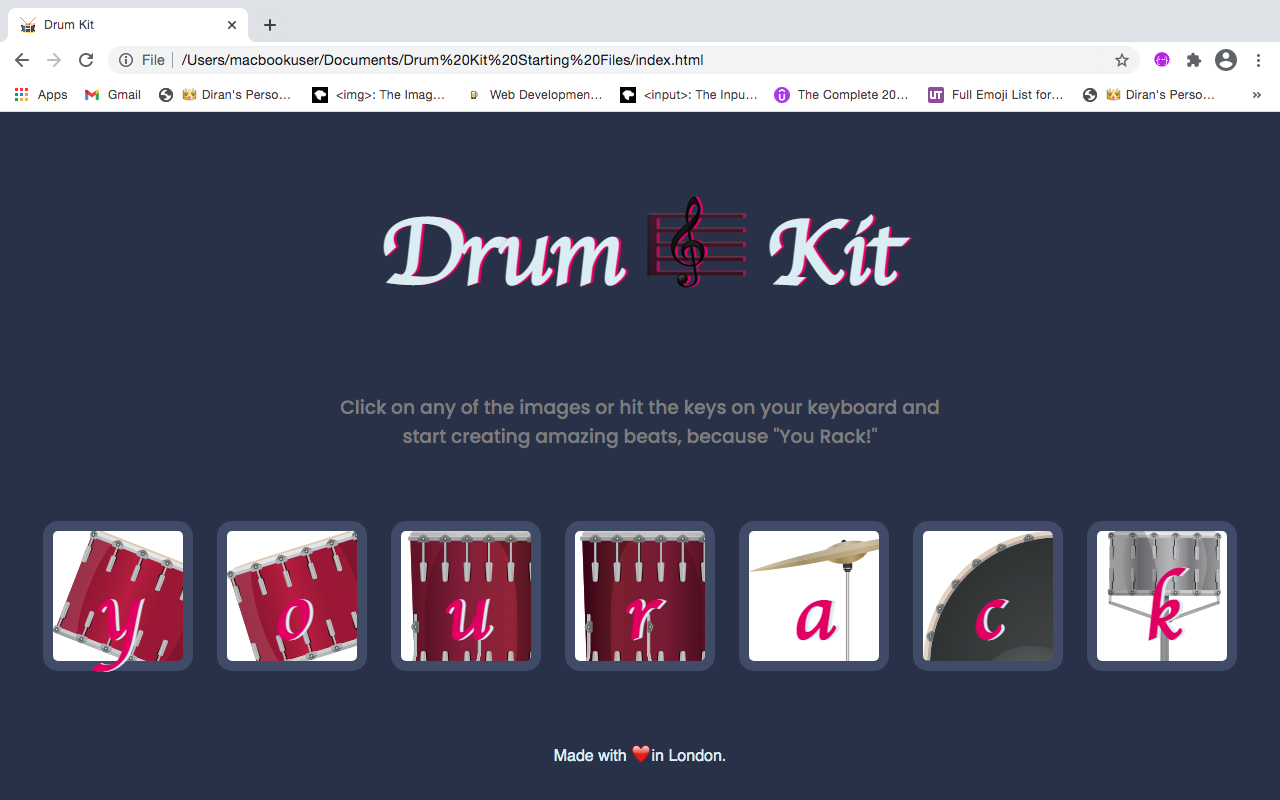 Drum Kit
File
/Users/macbookuser/Documents/Drum%20Kit%20Starting%20Files/index.html
Apps
Gmail
👑 Diran's Perso...
<img>: The Imag...
Web Developmen...
<input>: The Inpu...
The Complete 20...
UT Full Emoji List for...
👑 Diran's Perso...
»
Drum 🎼 Kit
Click on any of the images or hit the keys on your keyboard and
start creating amazing beats, because "You Rack!"
y o u r a c k
Made with ❤️in London.